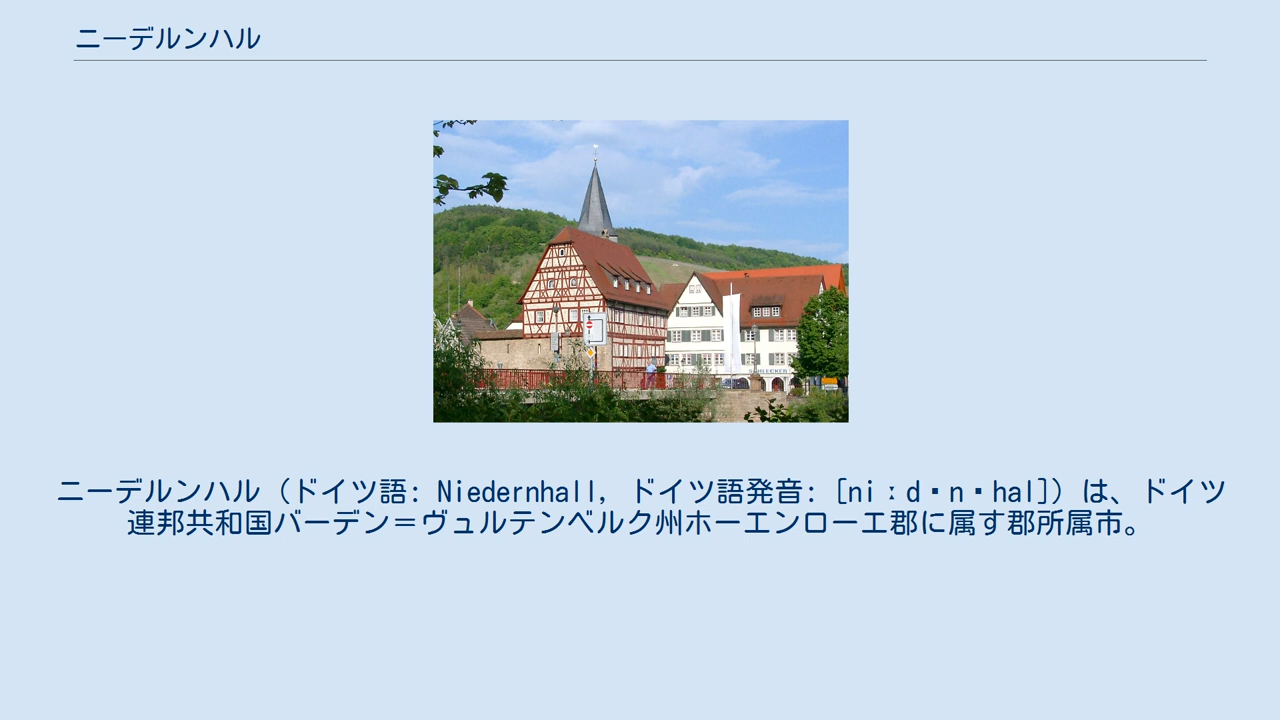 ニーデルンハル
SCHLECKER
ニーデルンハル（ドイツ語: Niedernhall, ドイツ語発音: [niːd▪n▪hal]）は、ドイツ
連邦共和国バーデン＝ヴュルテンベルク州ホーエンローエ郡に属す郡所属市。